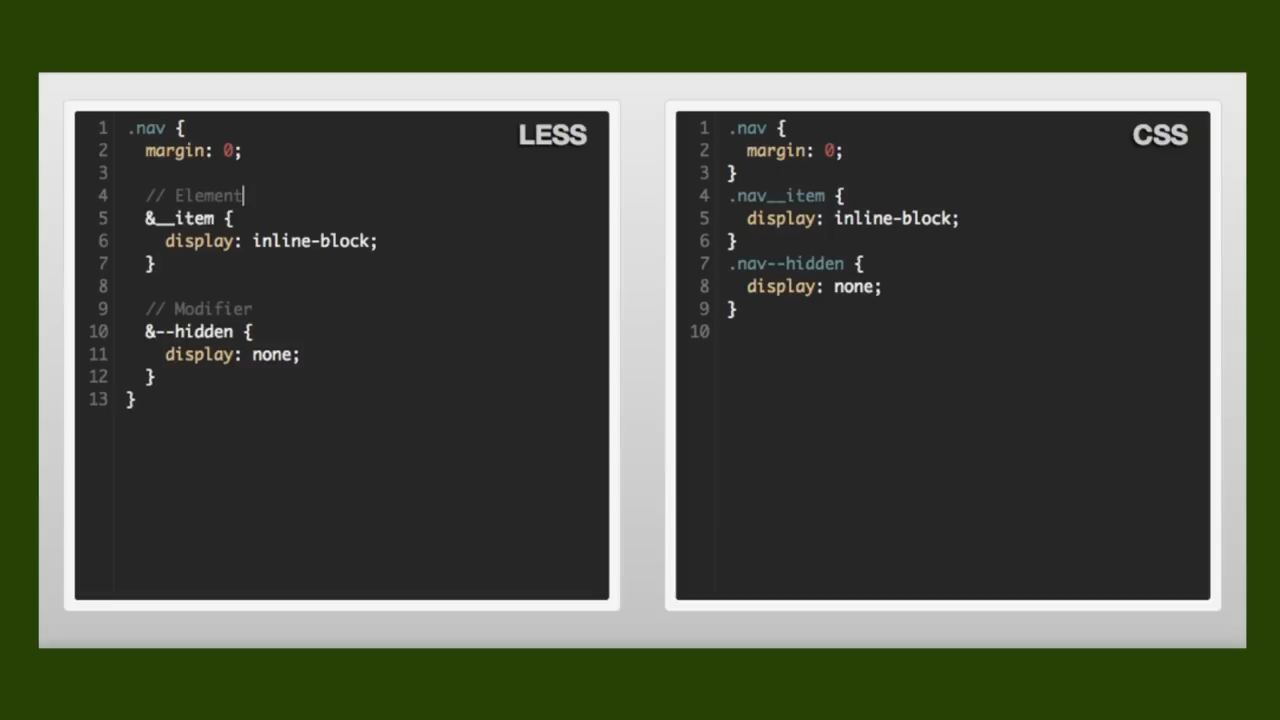 LESS
1 .nav {
2   margin: 0;
3
4   // Element
5   &__item {
6     display: inline-block;
7   }
8
9   // Modifier
10   &--hidden {
11     display: none;
12   }
13 }
CSS
1 .nav {
2   margin: 0;
3 }
4 .nav__item {
5   display: inline-block;
6 }
7 .nav--hidden {
8   display: none;
9 }
10